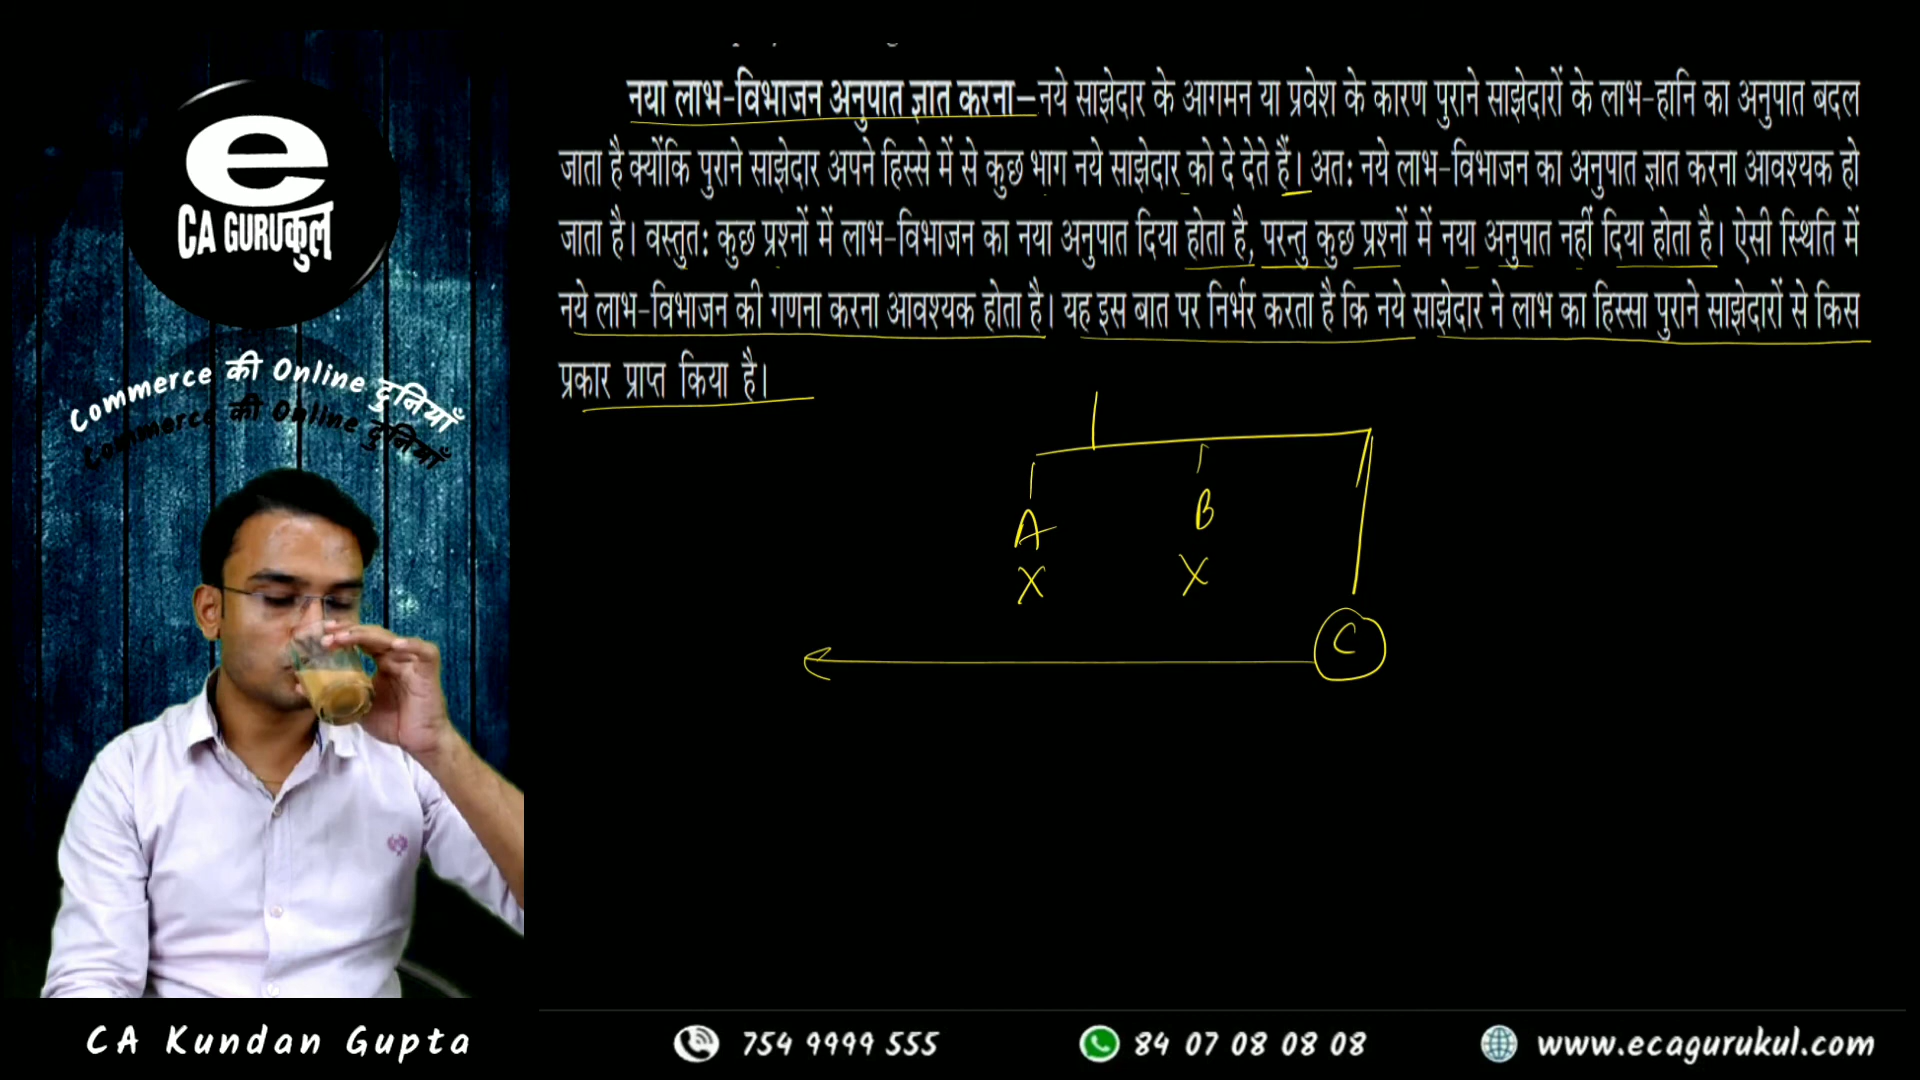 e
CA GURUकुल
Commerce की Online दुनियाँ
Commerce की Online दुनियाँ
नया लाभ-विभाजन अनुपात ज्ञात करना–नये साझेदार के आगमन या प्रवेश के कारण पुराने साझेदारों के लाभ-हानि का अनुपात बदल
जाता है क्योंकि पुराने साझेदार अपने हिस्से में से कुछ भाग नये साझेदार को दे देते हैं। अत: नये लाभ-विभाजन का अनुपात ज्ञात करना आवश्यक हो
जाता है। वस्तुत: कुछ प्रश्नों में लाभ-विभाजन का नया अनुपात दिया होता है, परन्तु कुछ प्रश्नों में नया अनुपात नहीं दिया होता है। ऐसी स्थिति में
नये लाभ-विभाजन की गणना करना आवश्यक होता है। यह इस बात पर निर्भर करता है कि नये साझेदार ने लाभ का हिस्सा पुराने साझेदारों से किस
प्रकार प्राप्त किया है।
A B
X X
C
CA Kundan Gupta 754 9999 555 84 07 08 08 08 www.ecagurukul.com